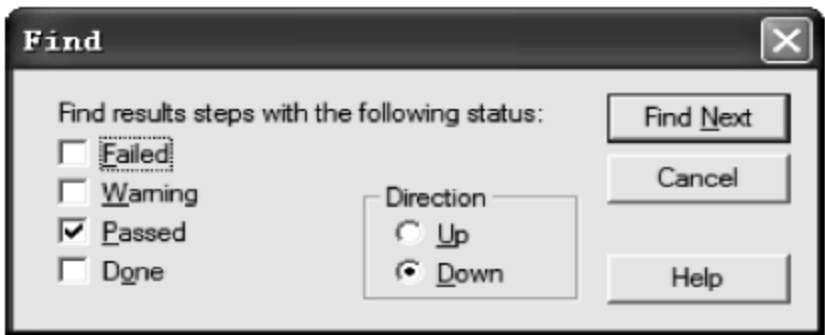 Find
Find results steps with the following status:
Failed
Warning
Passed
Done
Direction
Up
Down
Find Next
Cancel
Help